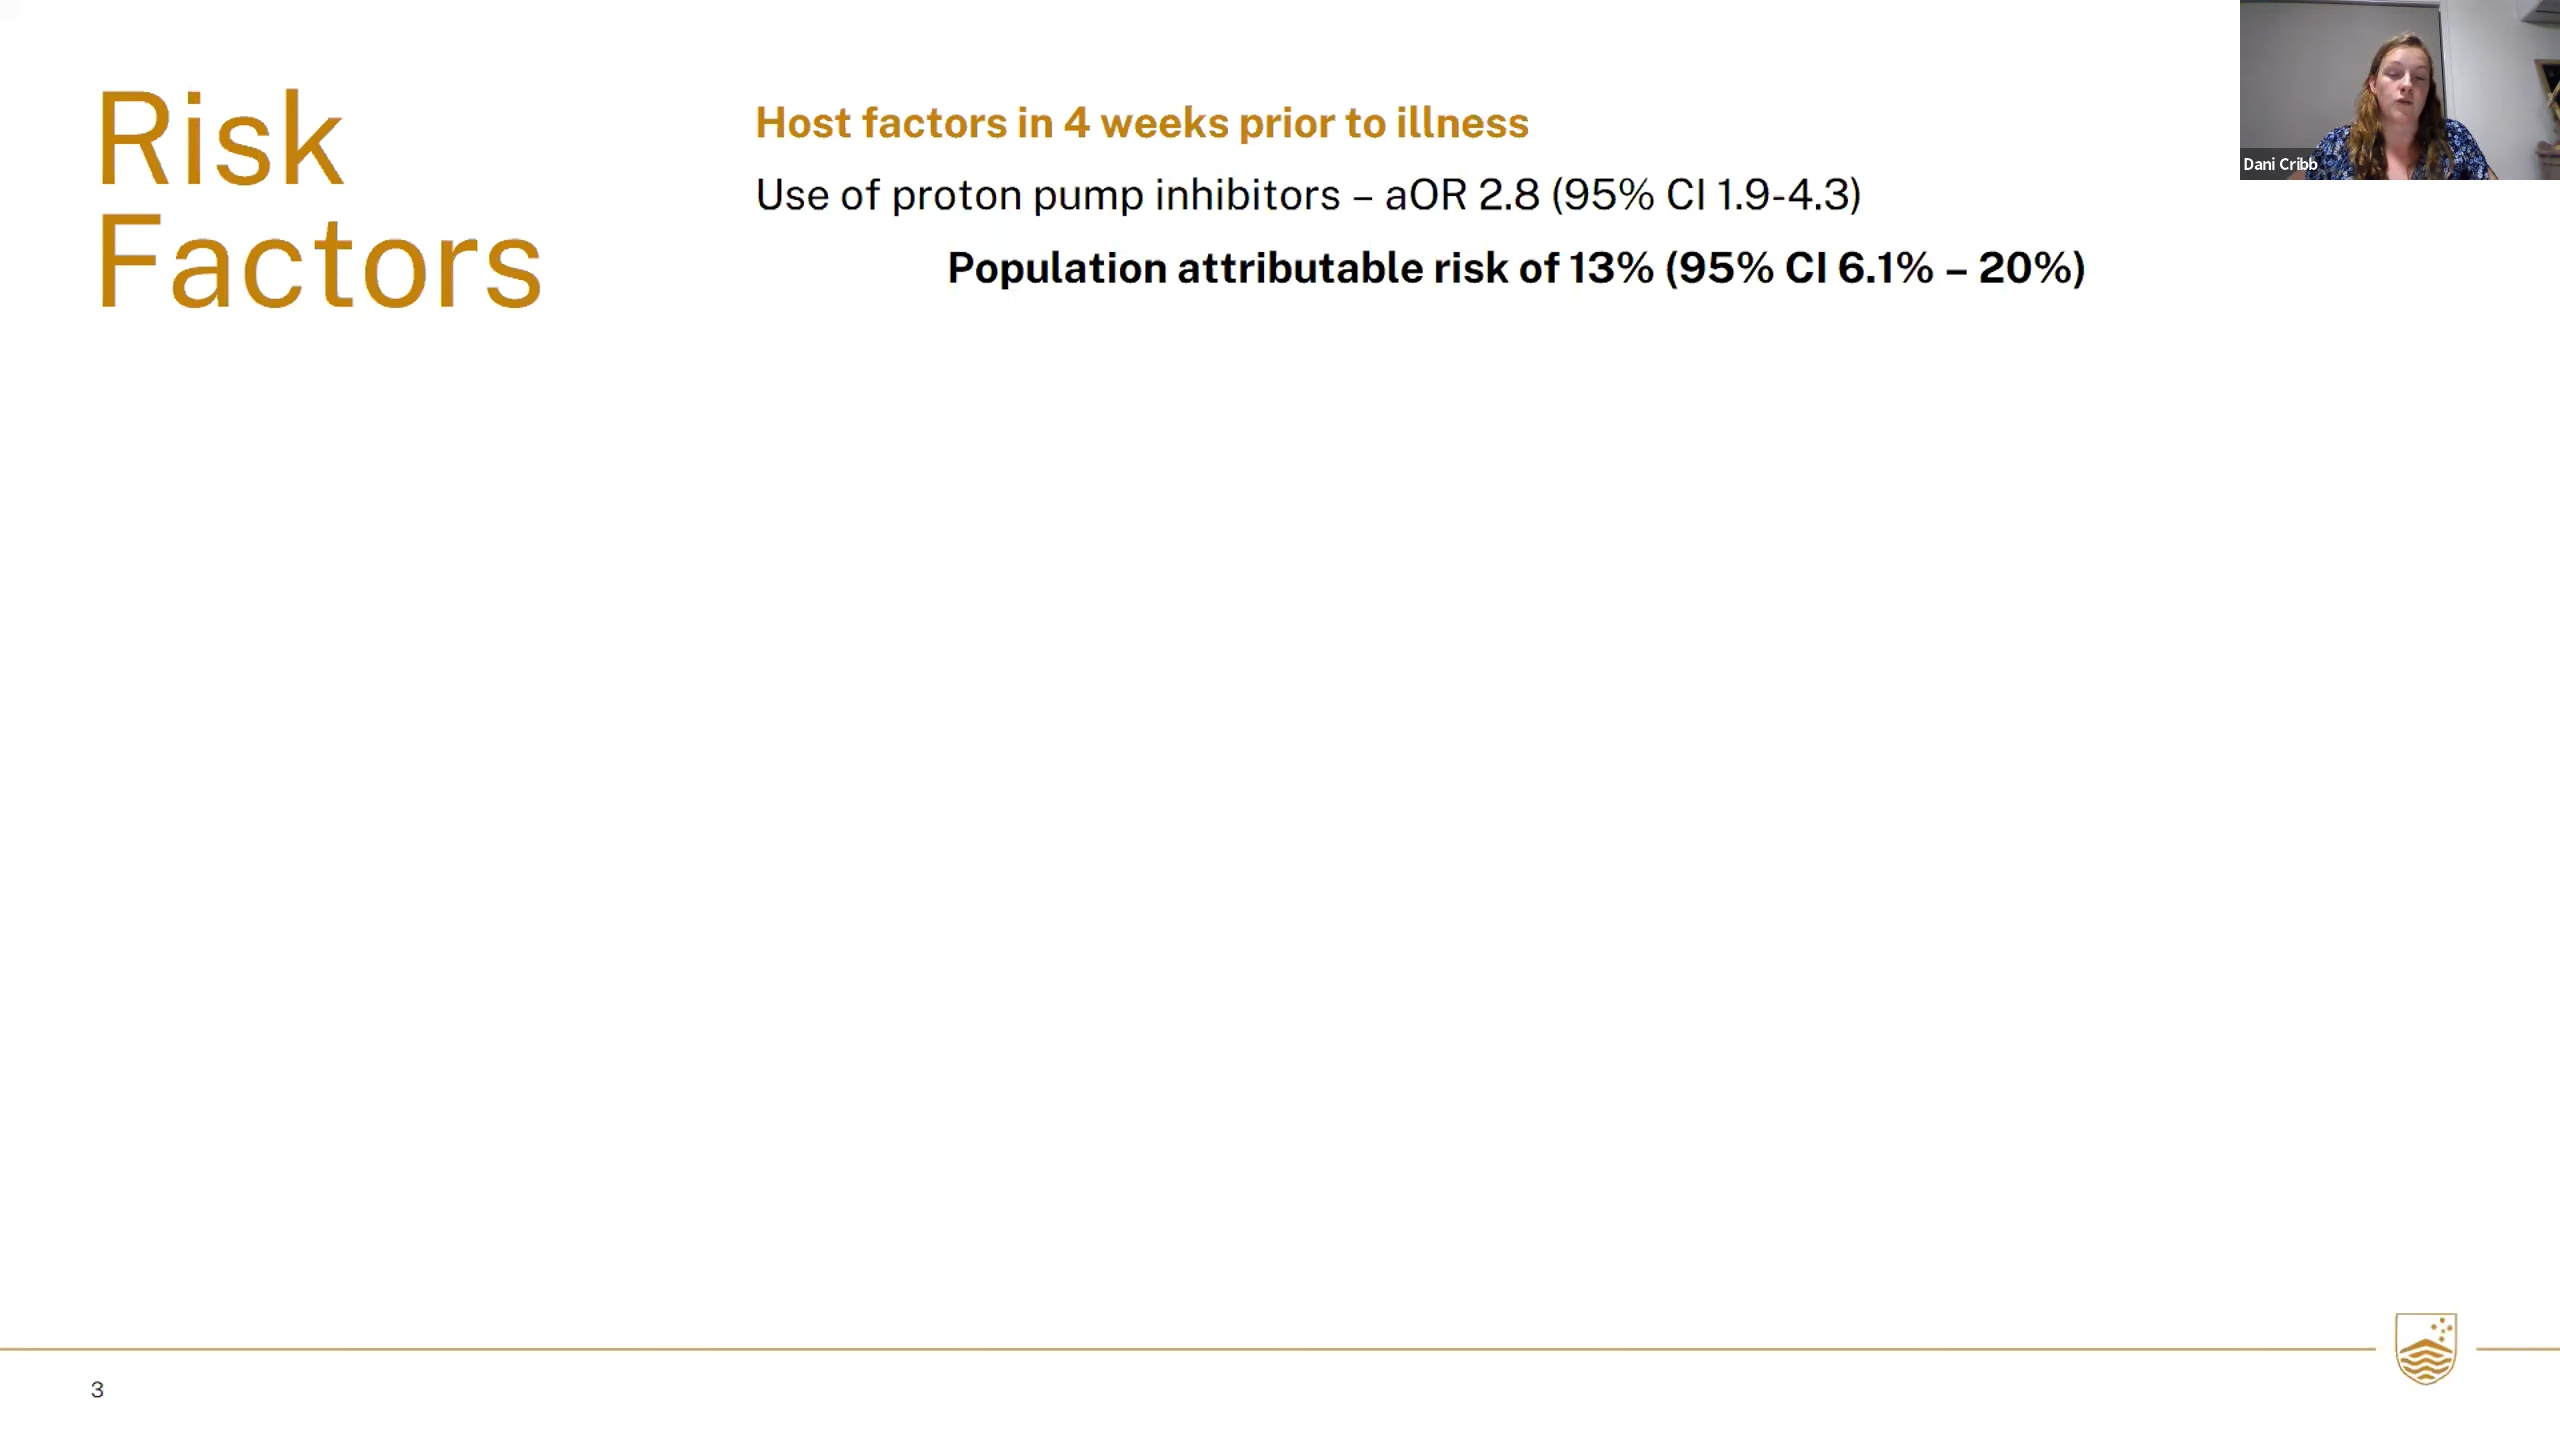 Risk
Factors
Host factors in 4 weeks prior to illness
Use of proton pump inhibitors – aOR 2.8 (95% CI 1.9-4.3)
Population attributable risk of 13% (95% CI 6.1% – 20%)
Dani Cribb
3